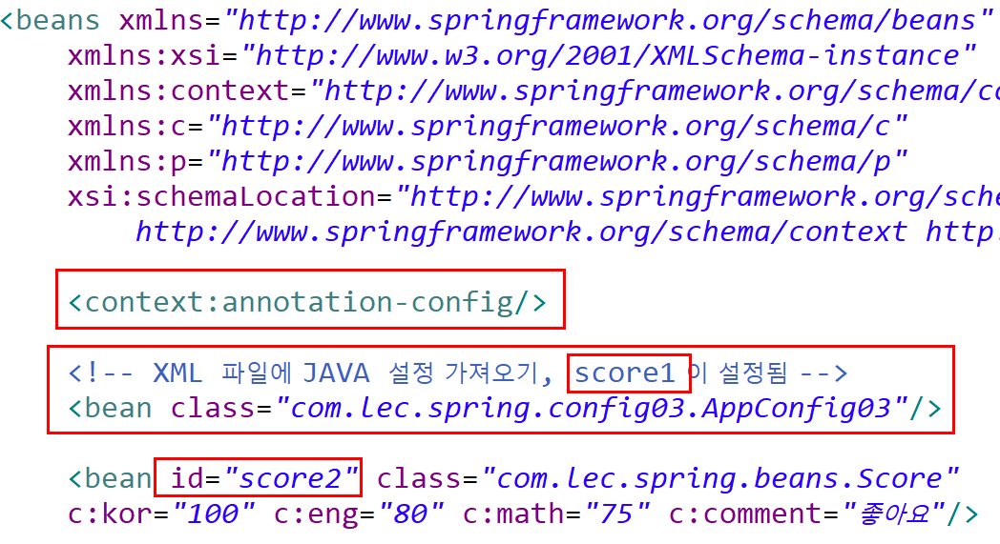 <beans xmlns="http://www.springframework.org/schema/beans"
xmlns:xsi="http://www.w3.org/2001/XMLSchema-instance"
xmlns:context="http://www.springframework.org/schema/co
xmlns:c="http://www.springframework.org/schema/c"
xmlns:p="http://www.springframework.org/schema/p"
xsi:schemaLocation="http://www.springframework.org/sche
http://www.springframework.org/schema/context http:
<context:annotation-config/>
<!-- XML 파일에 JAVA 설정 가져오기, score1 이 설정됨 -->
<bean class="com.lec.spring.config03.AppConfig03"/>
<bean id="score2" class="com.lec.spring.beans.Score"
c:kor="100" c:eng="80" c:math="75" c:comment="좋아요"/>